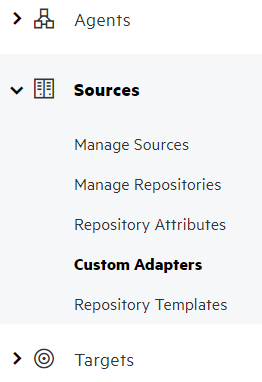 Agents
Sources
Manage Sources
Manage Repositories
Repository Attributes
Custom Adapters
Repository Templates
Targets